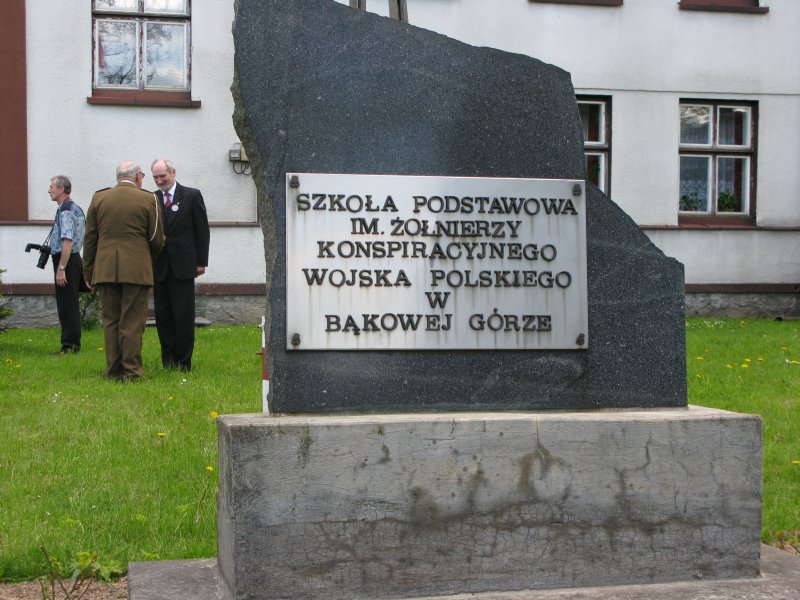 SZKOŁA PODSTAWOWA
IM. ŻOŁNIERZY
KONSPIRACYJNEGO
WOJSKA POLSKIEGO
W
BĄKOWEJ GÓRZE